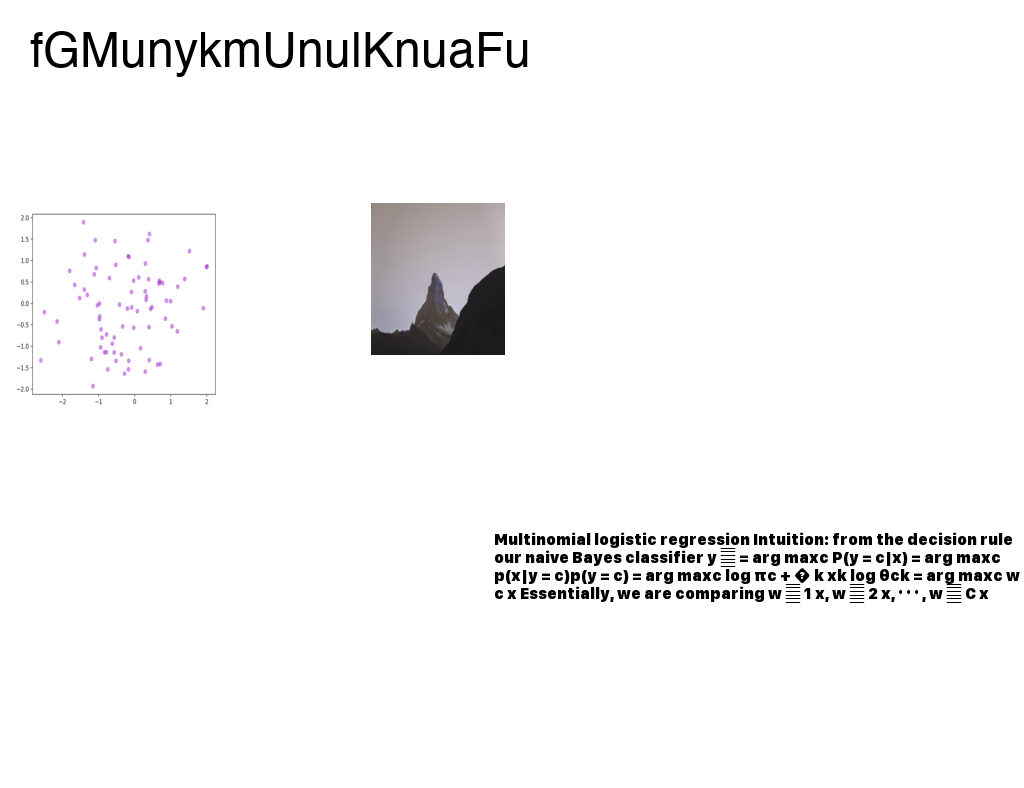 fGMunykmUnulKnuaFu
2.0
1.5
1.0
0.5
0.0
−0.5
−1.0
−1.5
−2.0
−2 −1 0 1 2
Multinomial logistic regression Intuition: from the decision rule
our naive Bayes classifier y = arg maxc P(y = c|x) = arg maxc
p(x|y = c)p(y = c) = arg maxc log πc + � k xk log θck = arg maxc w
c x Essentially, we are comparing w 1 x, w 2 x, · · · , w C x